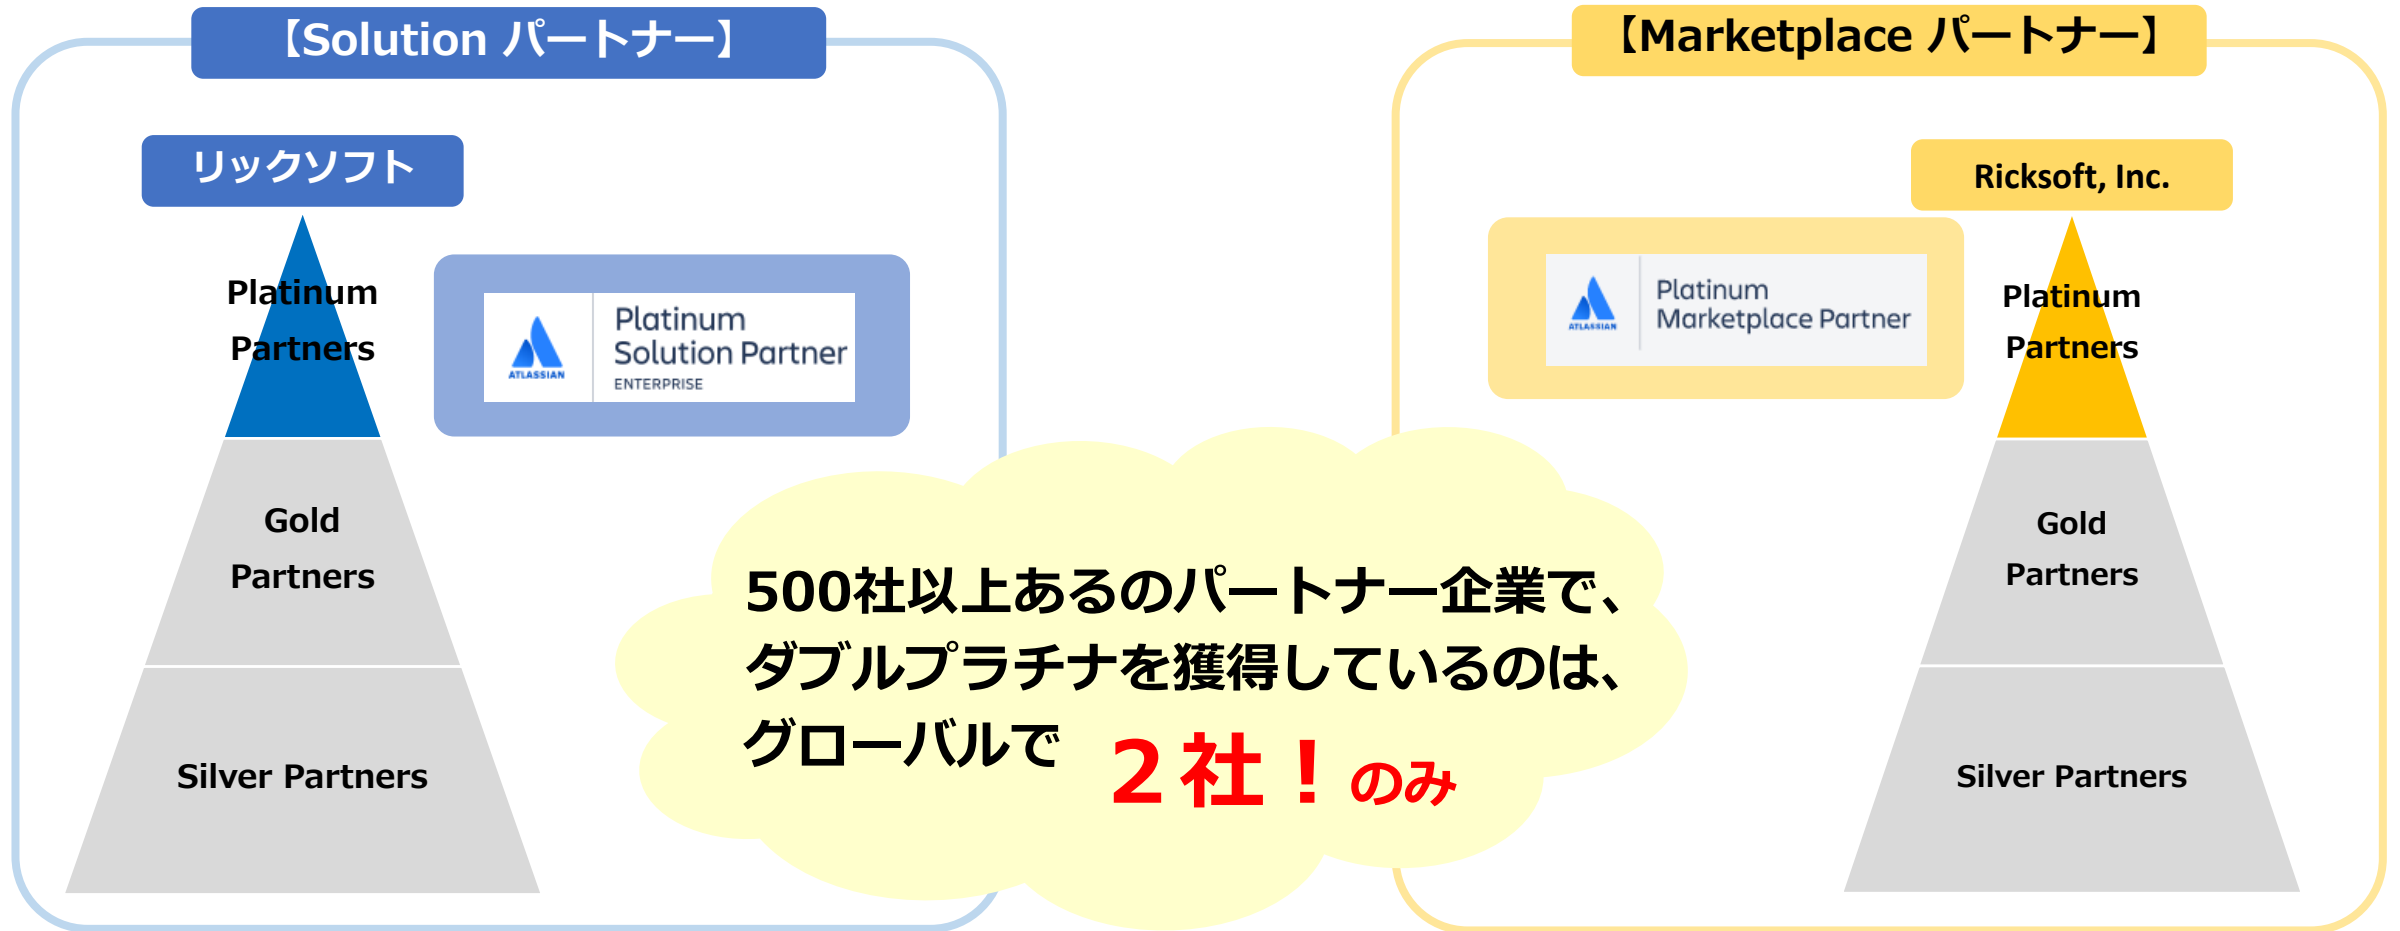 【Solution パートナー】
リックソフト
Platinum
Partners
Gold
Partners
Silver Partners
ATLASSIAN
Platinum
Solution Partner
ENTERPRISE
500社以上あるのパートナー企業で、
ダブルプラチナを獲得しているのは、
グローバルで ２社！のみ
【Marketplace パートナー】
Ricksoft, Inc.
ATLASSIAN
Platinum
Marketplace Partner
Platinum
Partners
Gold
Partners
Silver Partners